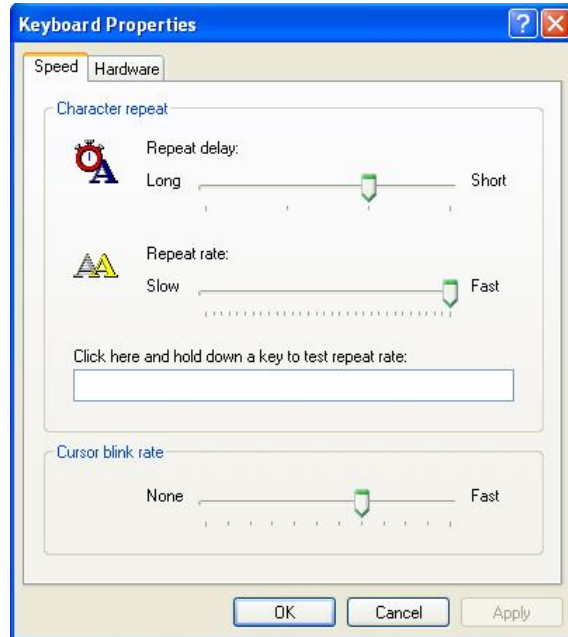 Keyboard Properties
Speed Hardware
Character repeat
Repeat delay:
Long Short
Repeat rate:
Slow Fast
Click here and hold down a key to test repeat rate:
Cursor blink rate
None Fast
OK Cancel Apply